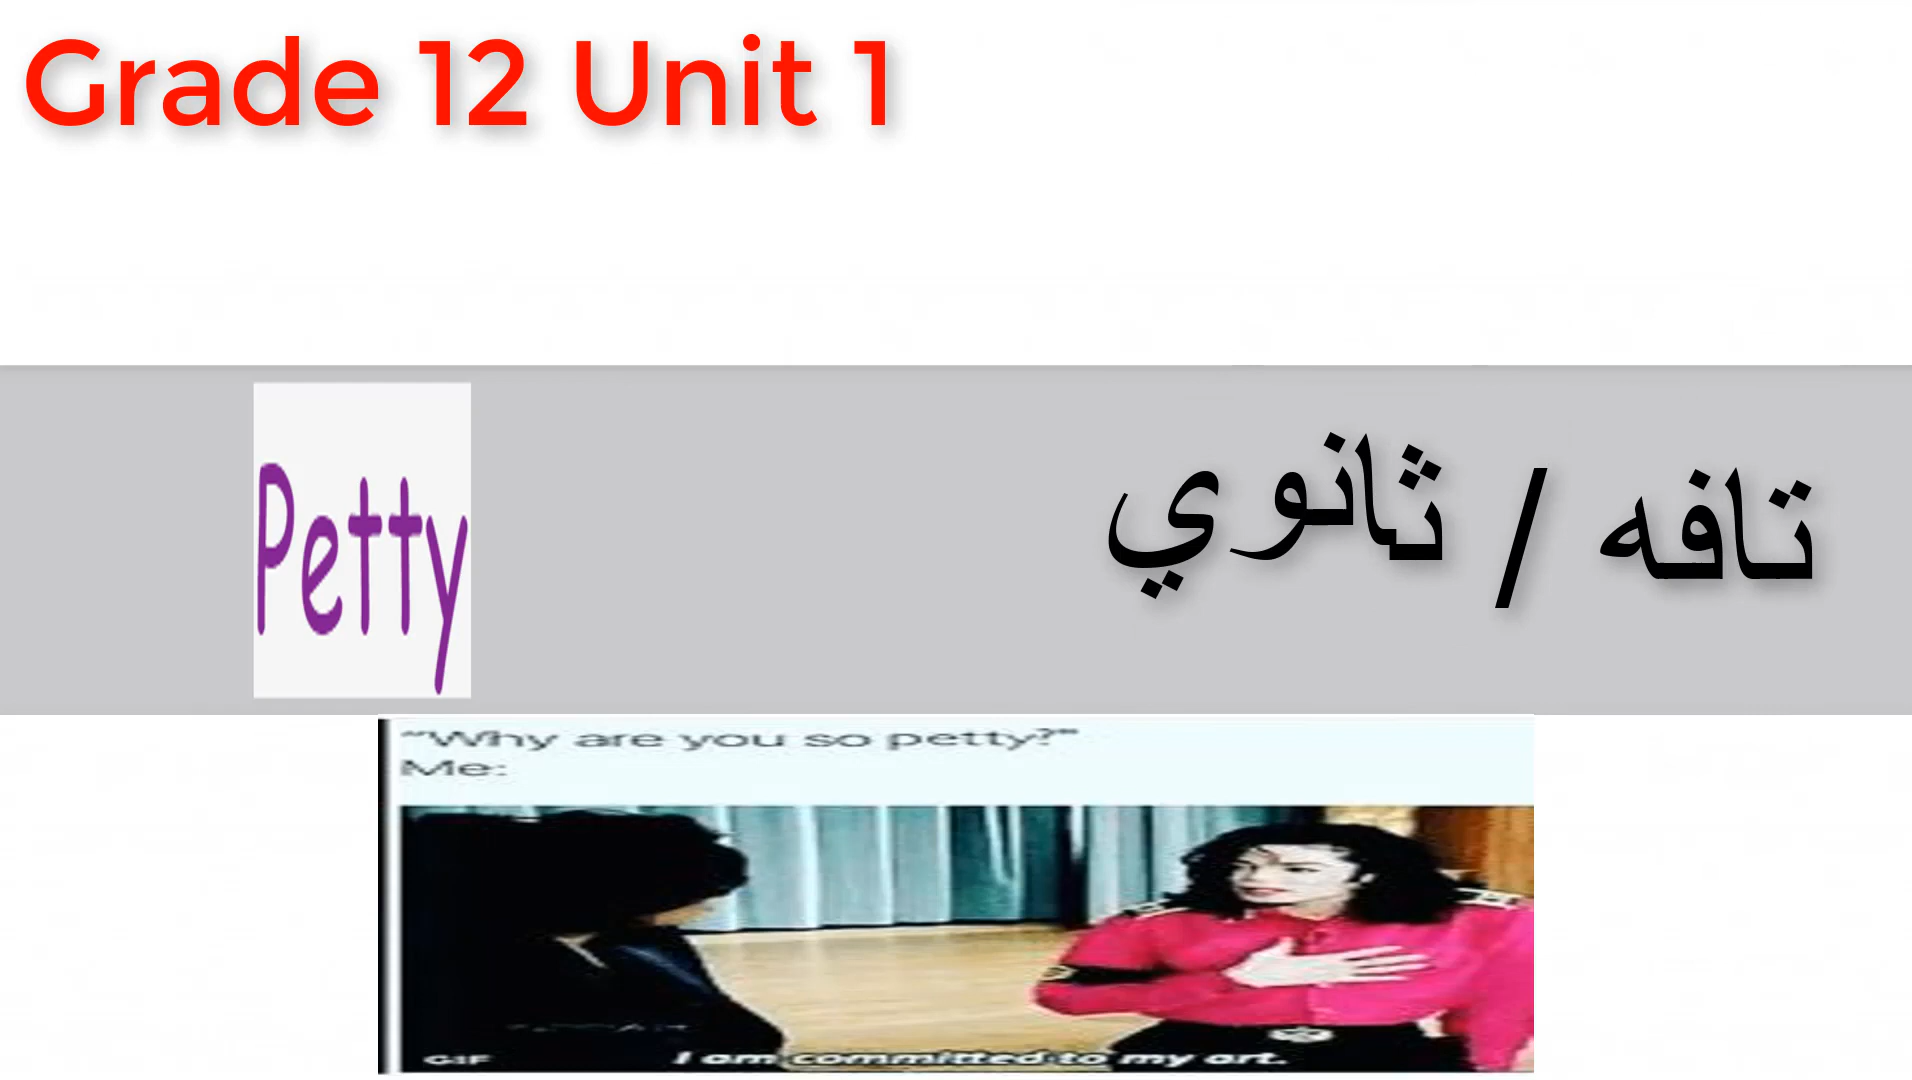 Grade 12 Unit 1
Petty
تافه / ثانوي
"Why are you so petty?"
Me:
GIF
I am committed to my art.